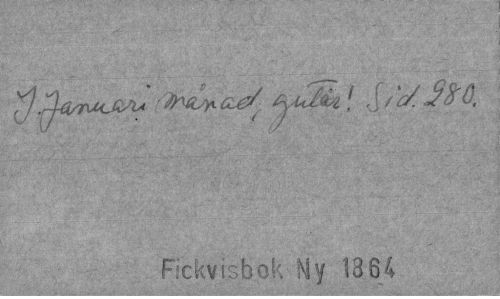 I Januari månad, gutår! Sid. 280.
Fickvisbok Ny 1864